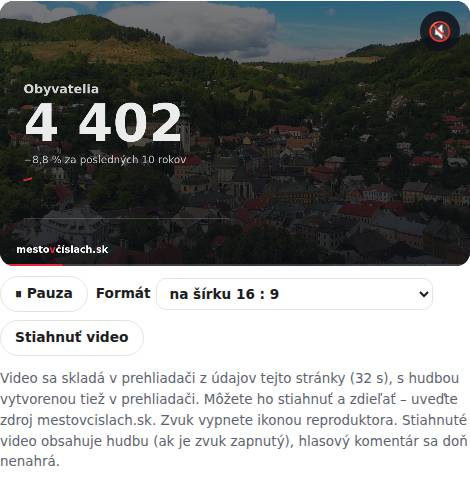 Obyvatelia
4 402
−8,8 % za posledných 10 rokov
mestovčíslach.sk
Pauza
Formát
na šírku 16 : 9
Stiahnuť video
Video sa skladá v prehliadači z údajov tejto stránky (32 s), s hudbou
vytvorenou tiež v prehliadači. Môžete ho stiahnuť a zdieľať – uveďte
zdroj mestovcislach.sk. Zvuk vypnete ikonou reproduktora. Stiahnuté
video obsahuje hudbu (ak je zvuk zapnutý), hlasový komentár sa doň
nenahrá.